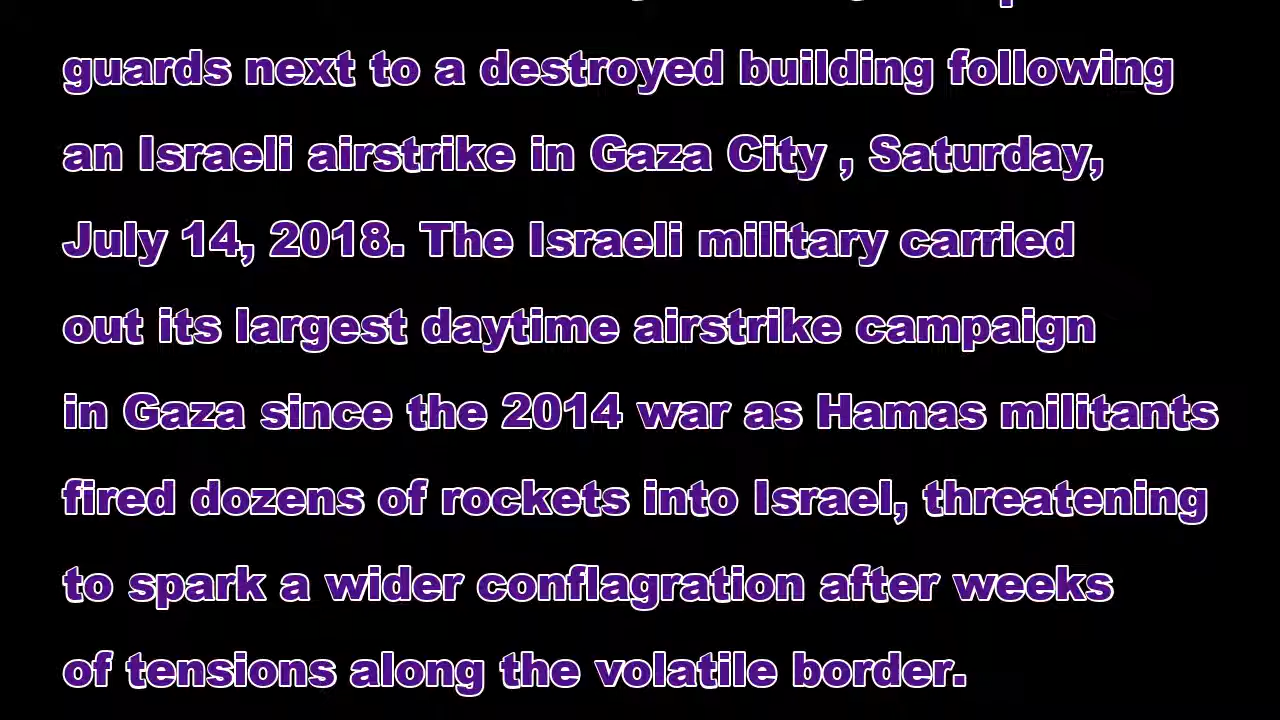 guards next to a destroyed building following
an Israeli airstrike in Gaza City , Saturday,
July 14, 2018. The Israeli military carried
out its largest daytime airstrike campaign
in Gaza since the 2014 war as Hamas militants
fired dozens of rockets into Israel, threatening
to spark a wider conflagration after weeks
of tensions along the volatile border.